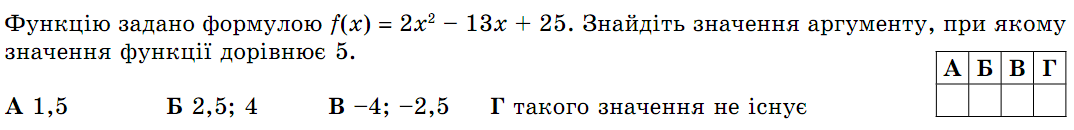 Функцію задано формулою f(x) = 2x² − 13x + 25. Знайдіть значення аргументу, при якому
значення функції дорівнює 5.
А Б В Г
А 1,5 Б 2,5; 4 В −4; −2,5 Г такого значення не існує